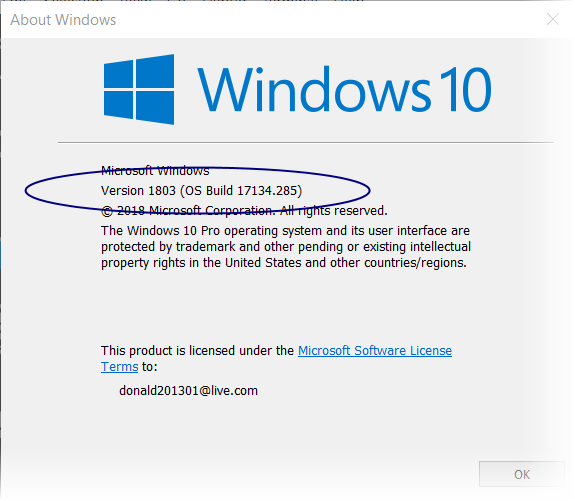 About Windows
Windows 10
Microsoft Windows
Version 1803 (OS Build 17134.285)
© 2018 Microsoft Corporation. All rights reserved.
The Windows 10 Pro operating system and its user interface are
protected by trademark and other pending or existing intellectual
property rights in the United States and other countries/regions.
This product is licensed under the Microsoft Software License
Terms to:
donald201301@live.com
OK